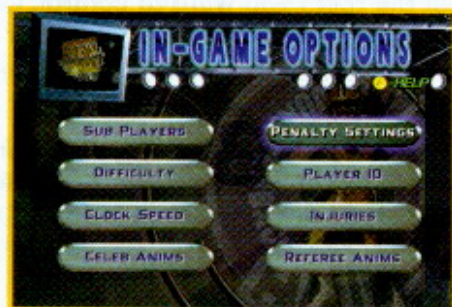 IN-GAME OPTIONS
HELP
SUB PLAYERS
PENALTY SETTINGS
DIFFICULTY
PLAYER ID
CLOCK SPEED
INJURIES
CELEB ANIMS
REFEREE ANIMS